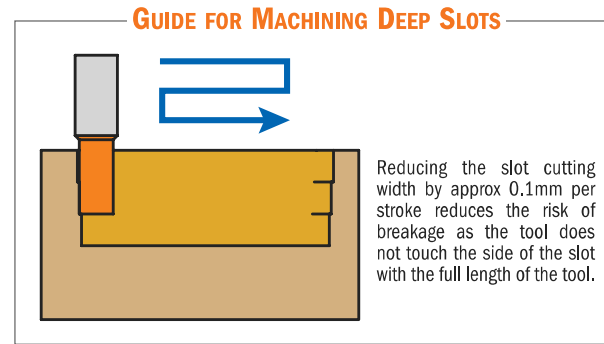 GUIDE FOR MACHINING DEEP SLOTS
Reducing the slot cutting
width by approx 0.1mm per
stroke reduces the risk of
breakage as the tool does
not touch the side of the slot
with the full length of the tool.